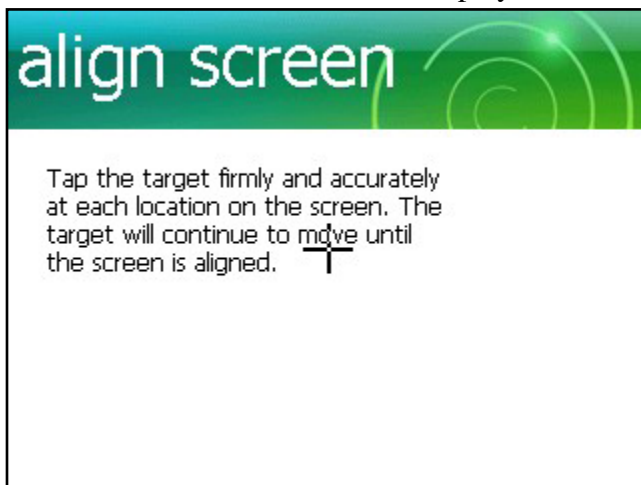 align screen
Tap the target firmly and accurately
at each location on the screen. The
target will continue to move until
the screen is aligned.